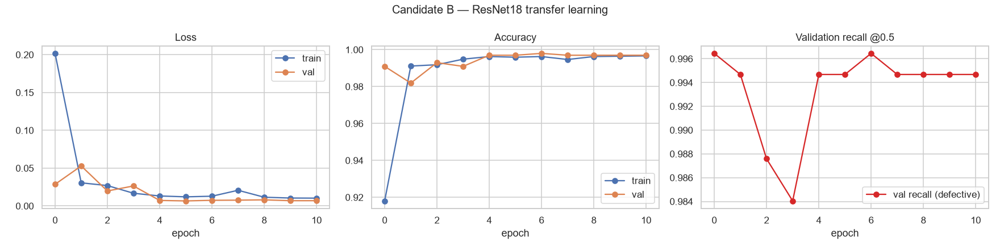 Candidate B — ResNet18 transfer learning
Loss
0.20
0.15
0.10
0.05
0.00
train
val
0 2 4 6 8 10
epoch
Accuracy
1.00
0.98
0.96
0.94
0.92
train
val
0 2 4 6 8 10
epoch
Validation recall @0.5
0.996
0.994
0.992
0.990
0.988
0.986
0.984
val recall (defective)
0 2 4 6 8 10
epoch